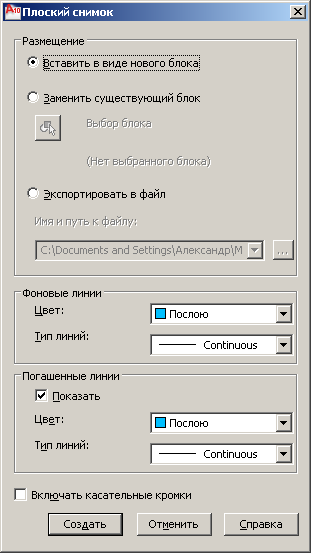 Плоский снимок
Размещение
Вставить в виде нового блока
Заменить существующий блок
Выбор блока
(Нет выбранного блока)
Экспортировать в файл
Имя и путь к файлу:
C:\Documents and Settings\Александр\М
...
Фоновые линии
Цвет:
Послою
Тип линий:
Continuous
Погашенные линии
Показать
Цвет:
Послою
Тип линий:
Continuous
Включать касательные кромки
Создать
Отменить
Справка